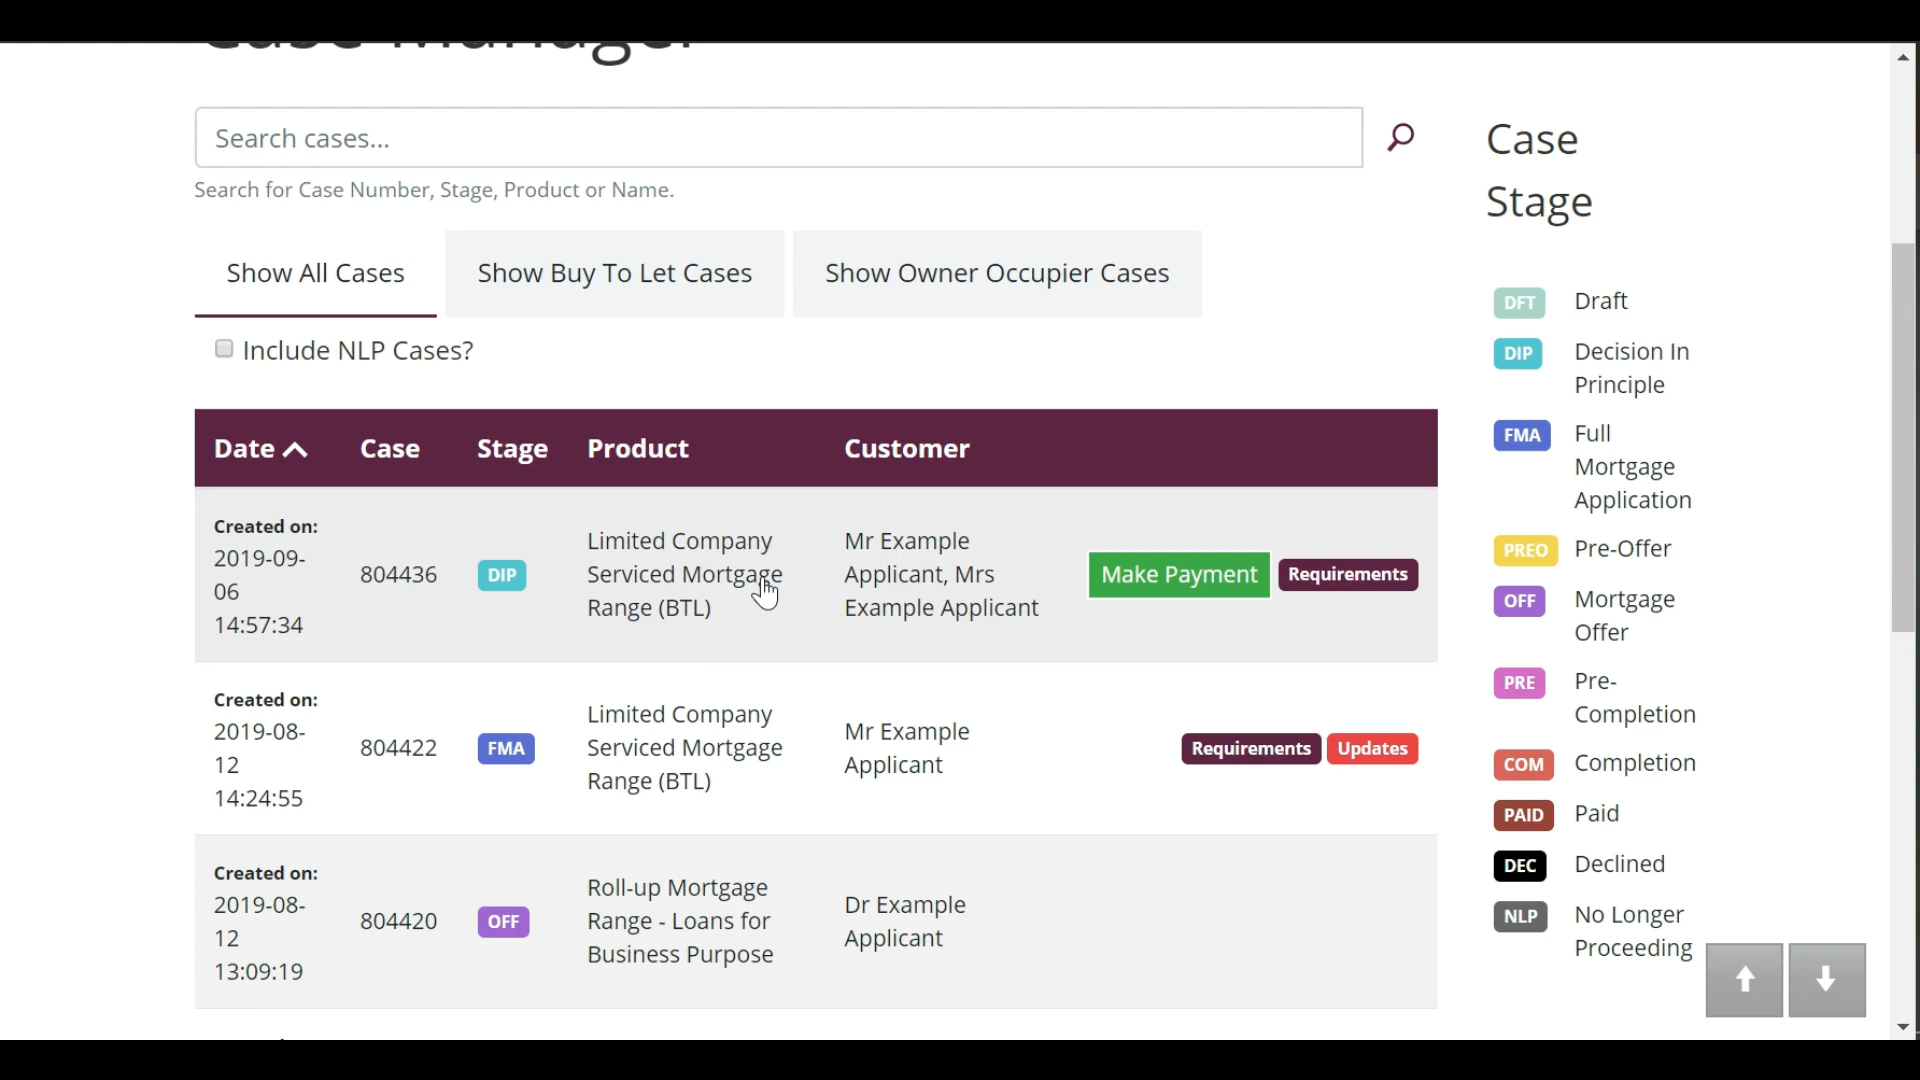 Case Manager
Search cases...
Search for Case Number, Stage, Product or Name.
Show All Cases
Show Buy To Let Cases
Show Owner Occupier Cases
Include NLP Cases?
Date Case Stage Product Customer
Created on:
2019-09-
06
14:57:34
804436
DIP
Limited Company
Serviced Mortgage
Range (BTL)
Mr Example
Applicant, Mrs
Example Applicant
Make Payment
Requirements
Created on:
2019-08-
12
14:24:55
804422
FMA
Limited Company
Serviced Mortgage
Range (BTL)
Mr Example
Applicant
Requirements
Updates
Created on:
2019-08-
12
13:09:19
804420
OFF
Roll-up Mortgage
Range - Loans for
Business Purpose
Dr Example
Applicant
Case
Stage
DFT Draft
DIP Decision In
Principle
FMA Full
Mortgage
Application
PREO Pre-Offer
OFF Mortgage
Offer
PRE Pre-
Completion
COM Completion
PAID Paid
DEC Declined
NLP No Longer
Proceeding